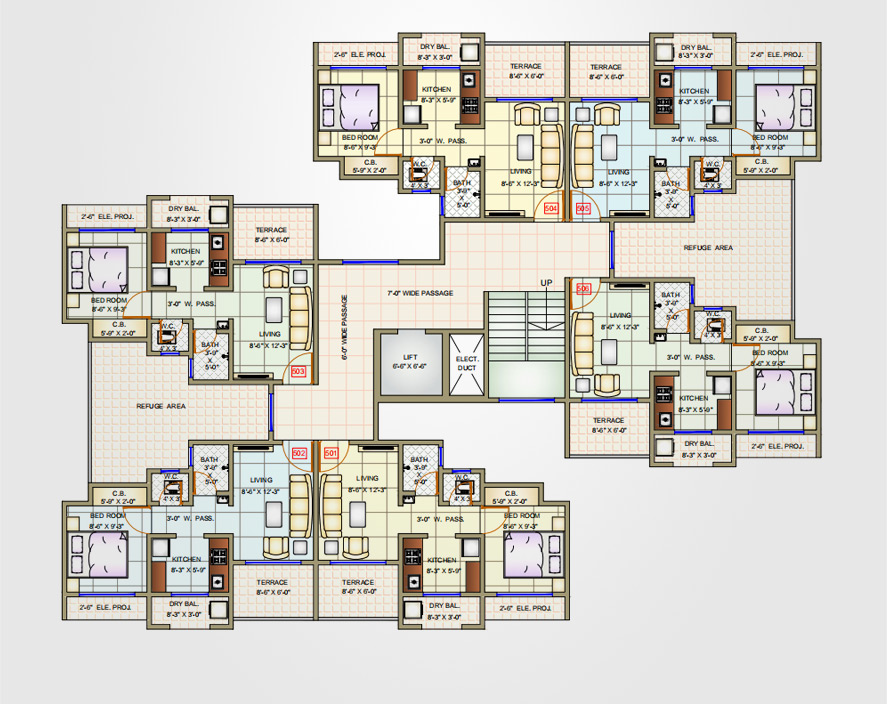 DRY BAL.
8'-3" X 3'-0"
2'-6" ELE. PROJ.
TERRACE
8'-6" X 6'-0"
TERRACE
8'-6" X 6'-0"
DRY BAL.
8'-3" X 3'-0"
2'-6" ELE. PROJ.
KITCHEN
8'-3" X 5'-9"
KITCHEN
8'-3" X 5'-9"
BED ROOM
8'-6" X 9'-3"
3'-0" W. PASS.
3'-0" W. PASS.
BED ROOM
8'-6" X 9'-3"
C.B.
5'-9" X 2'-0"
W.C.
4' X 3'
BATH
3'-9"
X
5'-0"
LIVING
8'-6" X 12'-3"
LIVING
8'-6" X 12'-3"
BATH
3'-9"
X
5'-0"
W.C.
4' X 3'
C.B.
5'-9" X 2'-0"
504
505
2'-6" ELE. PROJ.
DRY BAL.
8'-3" X 3'-0"
TERRACE
8'-6" X 6'-0"
REFUGE AREA
KITCHEN
8'-3" X 5'-9"
BED ROOM
8'-6" X 9'-3"
3'-0" W. PASS.
7'-0" WIDE PASSAGE
6'-0" WIDE PASSAGE
UP
506
LIVING
8'-6" X 12'-3"
BATH
3'-9"
X
5'-0"
W.C.
4' X 3'
C.B.
5'-9" X 2'-0"
C.B.
5'-9" X 2'-0"
W.C.
4' X 3'
BATH
3'-9"
X
5'-0"
LIVING
8'-6" X 12'-3"
503
LIFT
6'-6" X 6'-6"
ELECT.
DUCT
3'-0" W. PASS.
BED ROOM
8'-6" X 9'-3"
KITCHEN
8'-3" X 5'-9"
REFUGE AREA
TERRACE
8'-6" X 6'-0"
DRY BAL.
8'-3" X 3'-0"
2'-6" ELE. PROJ.
502
501
BATH
3'-9"
X
5'-0"
BATH
3'-9"
X
5'-0"
W.C.
4' X 3'
LIVING
8'-6" X 12'-3"
LIVING
8'-6" X 12'-3"
W.C.
4' X 3'
C.B.
5'-9" X 2'-0"
C.B.
5'-9" X 2'-0"
BED ROOM
8'-6" X 9'-3"
3'-0" W. PASS.
3'-0" W. PASS.
BED ROOM
8'-6" X 9'-3"
KITCHEN
8'-3" X 5'-9"
KITCHEN
8'-3" X 5'-9"
TERRACE
8'-6" X 6'-0"
TERRACE
8'-6" X 6'-0"
2'-6" ELE. PROJ.
DRY BAL.
8'-3" X 3'-0"
DRY BAL.
8'-3" X 3'-0"
2'-6" ELE. PROJ.